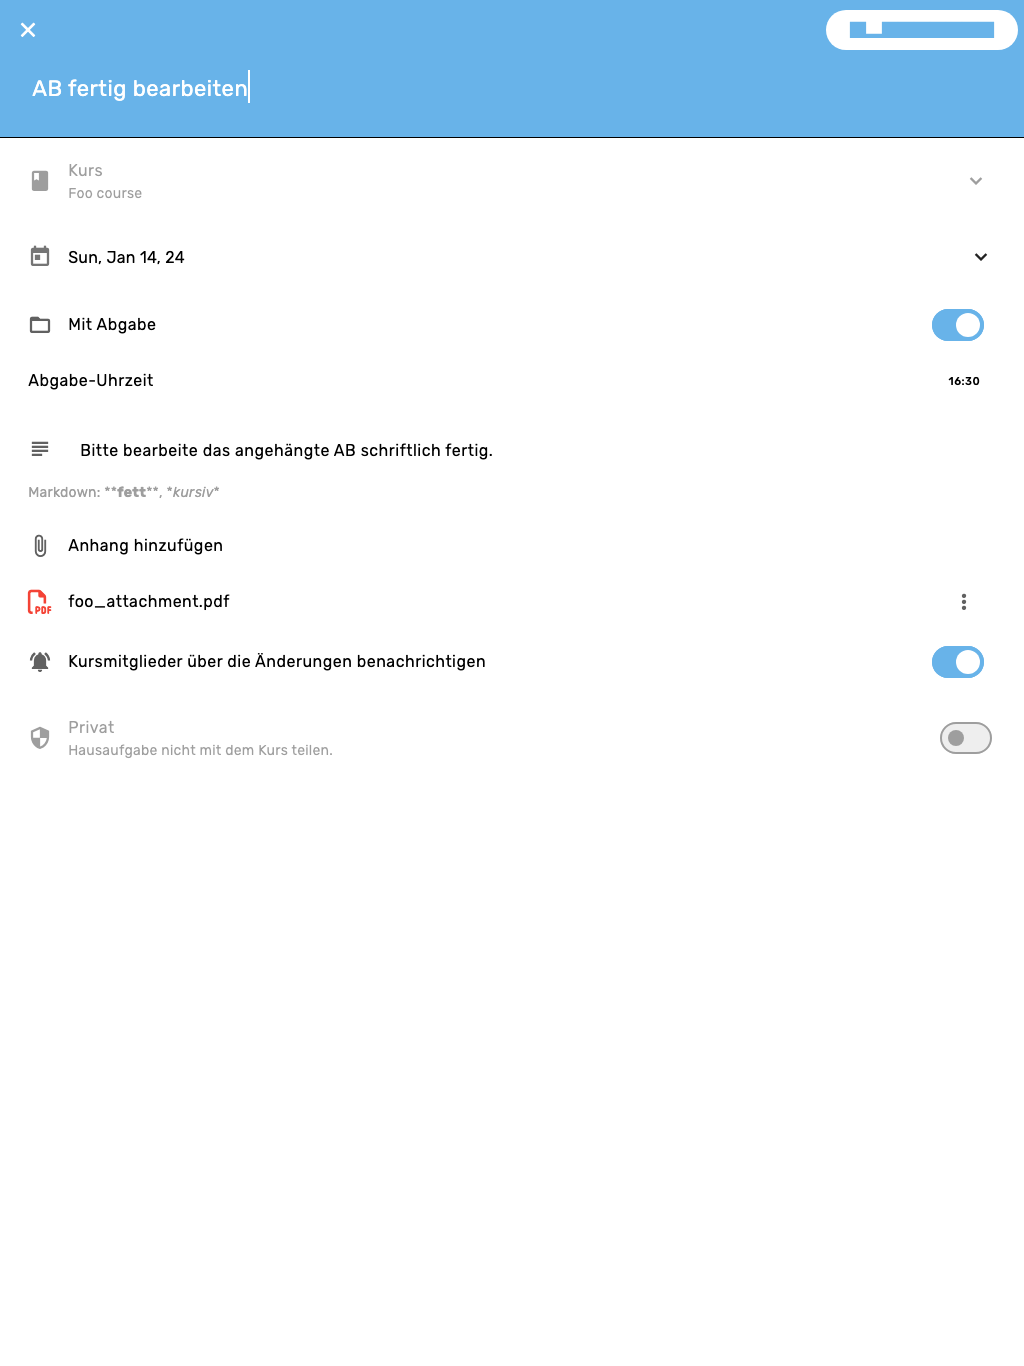 AB fertig bearbeiten
Kurs
Foo course
Sun, Jan 14, 24
Mit Abgabe
Abgabe-Uhrzeit
16:30
Bitte bearbeite das angehängte AB schriftlich fertig.
Markdown: **fett**, *kursiv*
Anhang hinzufügen
PDF
foo_attachment.pdf
Kursmitglieder über die Änderungen benachrichtigen
Privat
Hausaufgabe nicht mit dem Kurs teilen.